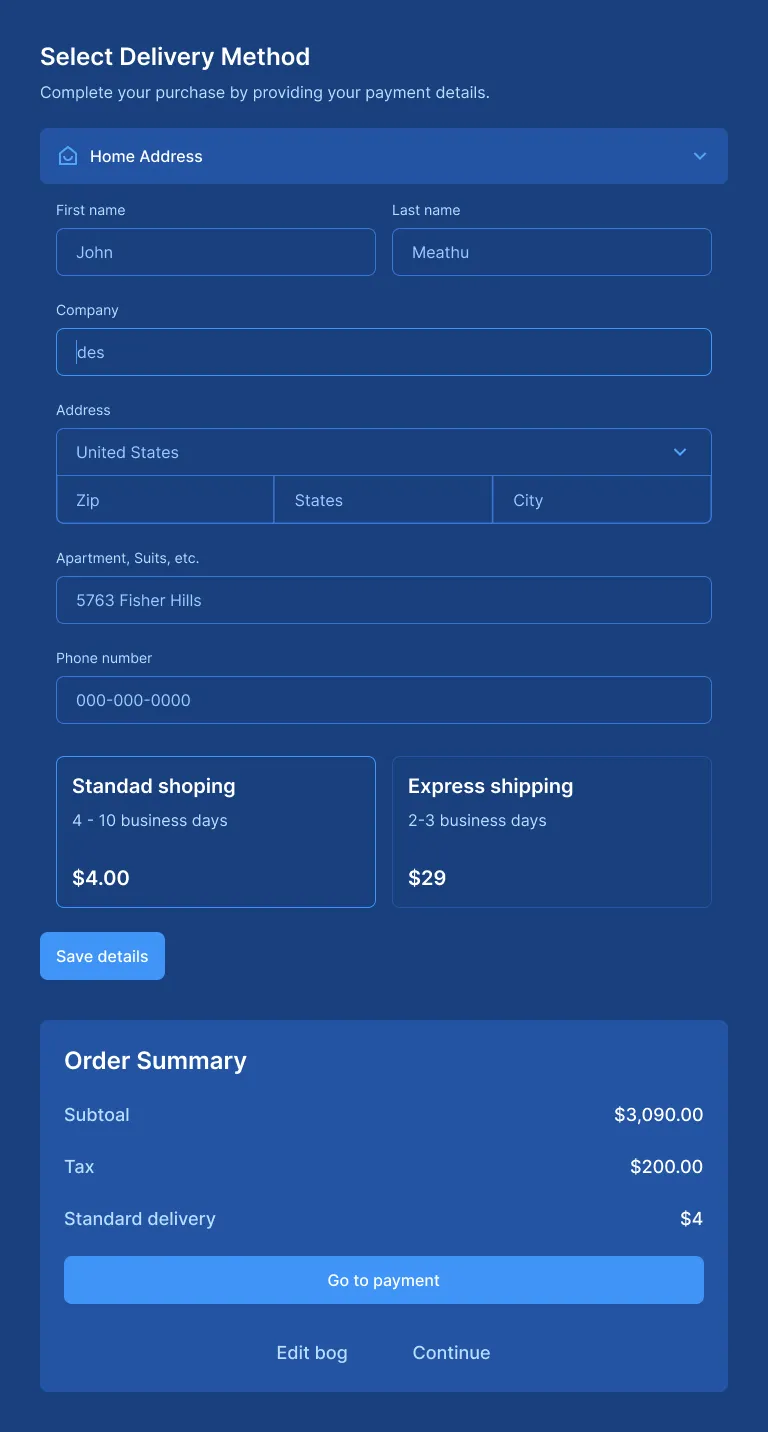 Select Delivery Method
Complete your purchase by providing your payment details.
Home Address
First name
Last name
John
Meathu
Company
des
Address
United States
Zip
States
City
Apartment, Suits, etc.
5763 Fisher Hills
Phone number
000-000-0000
Standad shoping
4 - 10 business days
$4.00
Express shipping
2-3 business days
$29
Save details
Order Summary
Subtoal $3,090.00
Tax $200.00
Standard delivery $4
Go to payment
Edit bog Continue